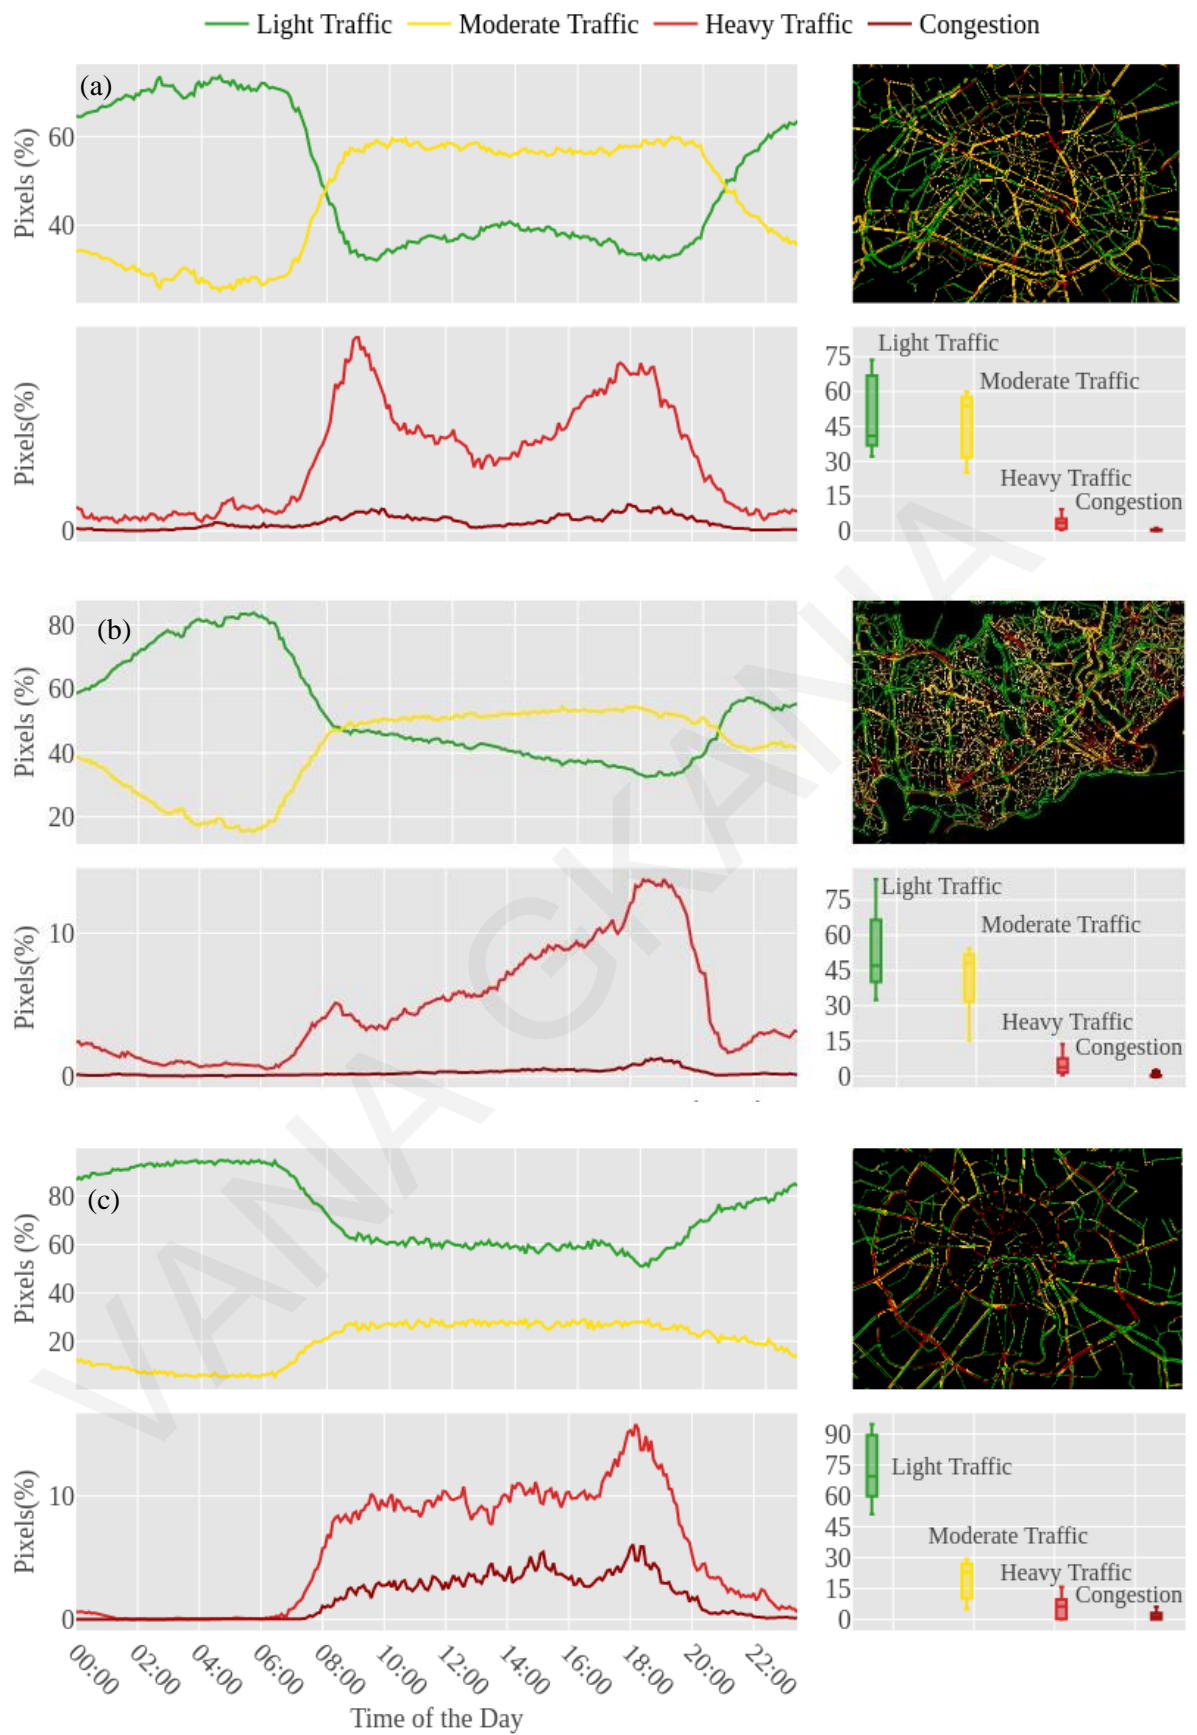 Light Traffic Moderate Traffic Heavy Traffic Congestion
(a)
Pixels (%)
60
40
Pixels(%)
0
75
60
45
30
15
0
Light Traffic
Moderate Traffic
Heavy Traffic
Congestion
(b)
Pixels (%)
80
60
40
20
Pixels(%)
10
0
75
60
45
30
15
0
Light Traffic
Moderate Traffic
Heavy Traffic
Congestion
(c)
Pixels (%)
80
60
40
20
Pixels(%)
10
0
90
75
60
45
30
15
0
Light Traffic
Moderate Traffic
Heavy Traffic
Congestion
00:00 02:00 04:00 06:00 08:00 10:00 12:00 14:00 16:00 18:00 20:00 22:00
Time of the Day
VANA GKANIA